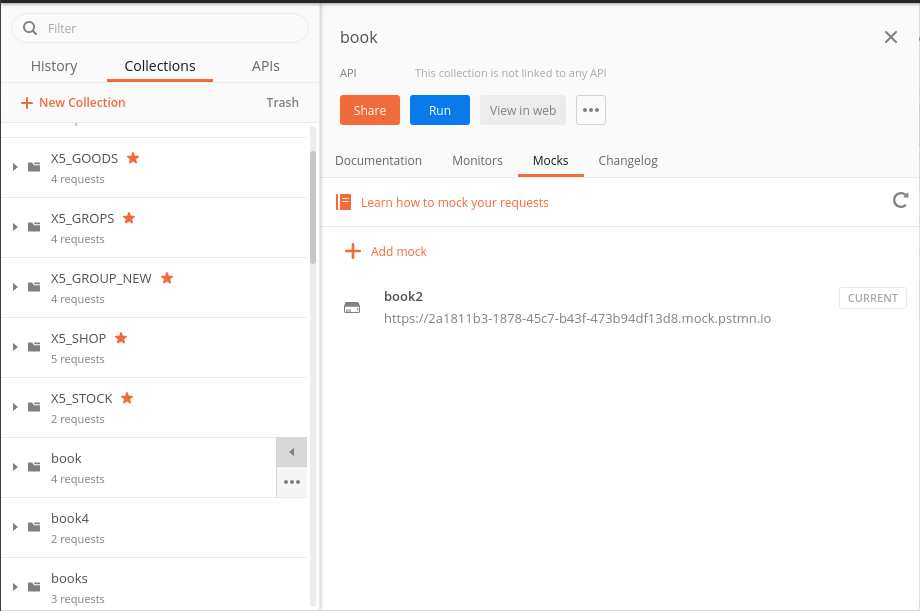 Filter
History Collections APIs
New Collection Trash
X5_GOODS
4 requests
X5_GROPS
4 requests
X5_GROUP_NEW
4 requests
X5_SHOP
5 requests
X5_STOCK
2 requests
book
4 requests
book4
2 requests
books
3 requests
book
API This collection is not linked to any API
Share Run View in web
Documentation Monitors Mocks Changelog
Learn how to mock your requests
Add mock
book2 CURRENT
https://2a1811b3-1878-45c7-b43f-473b94df13d8.mock.pstmn.io